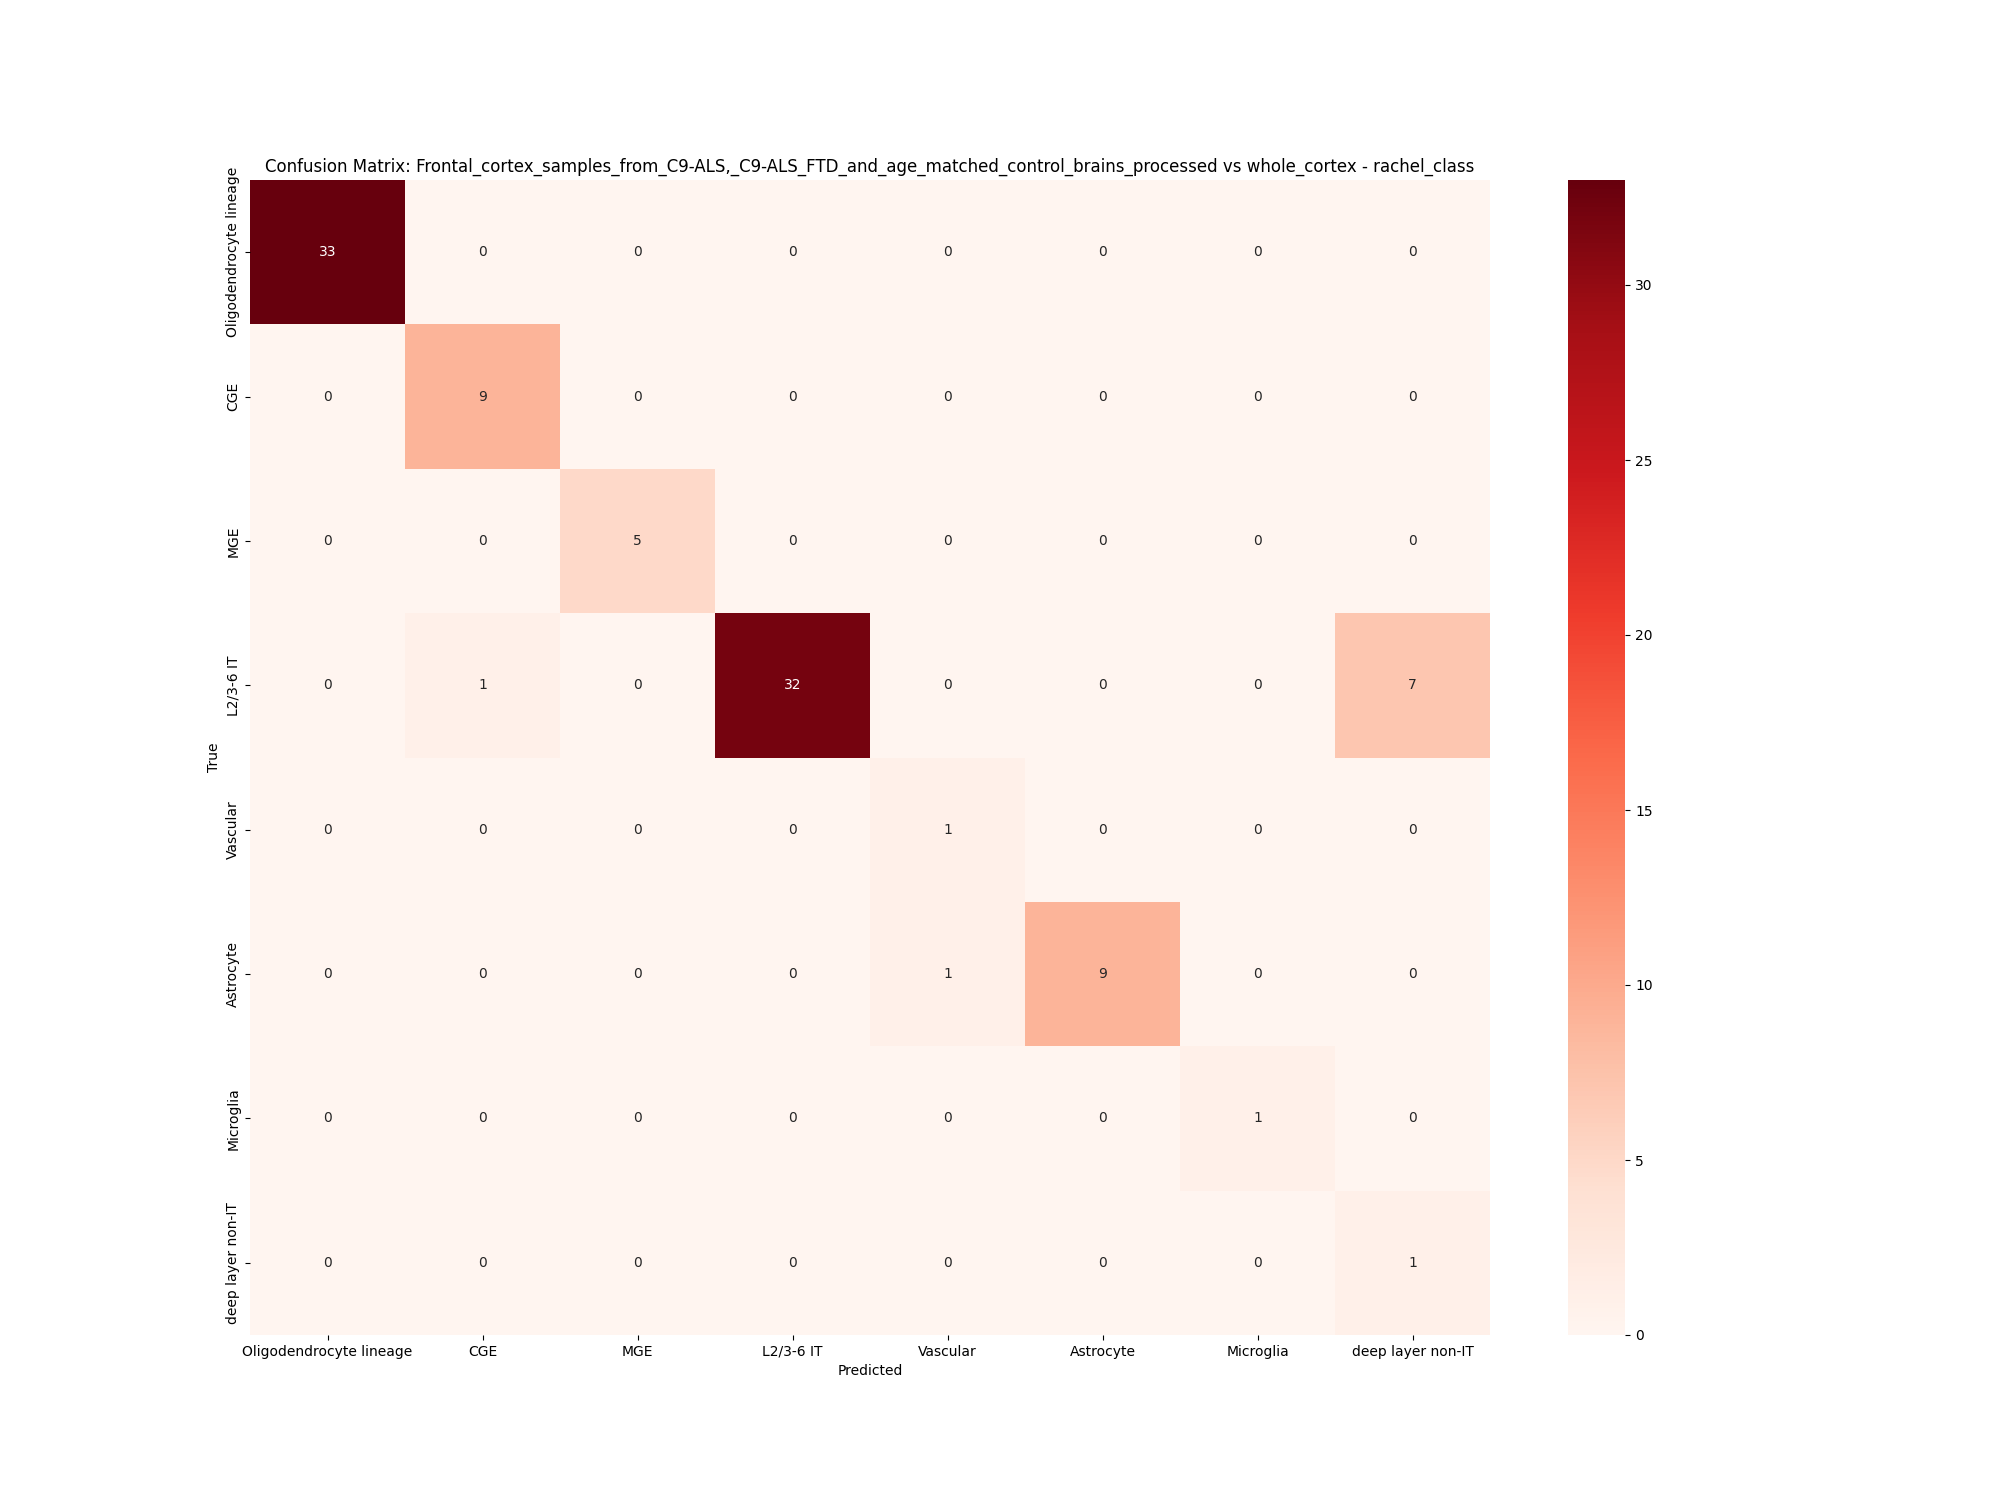 Confusion Matrix: Frontal_cortex_samples_from_C9-ALS,_C9-ALS_FTD_and_age_matched_control_brains_processed vs whole_cortex - rachel_class
True
Oligodendrocyte lineage
33 0 0 0 0 0 0 0
CGE
0 9 0 0 0 0 0 0
MGE
0 0 5 0 0 0 0 0
L2/3-6 IT
0 1 0 32 0 0 0 7
Vascular
0 0 0 0 1 0 0 0
Astrocyte
0 0 0 0 1 9 0 0
Microglia
0 0 0 0 0 0 1 0
deep layer non-IT
0 0 0 0 0 0 0 1
Oligodendrocyte lineage CGE MGE L2/3-6 IT Vascular Astrocyte Microglia deep layer non-IT
Predicted
30
25
20
15
10
5
0